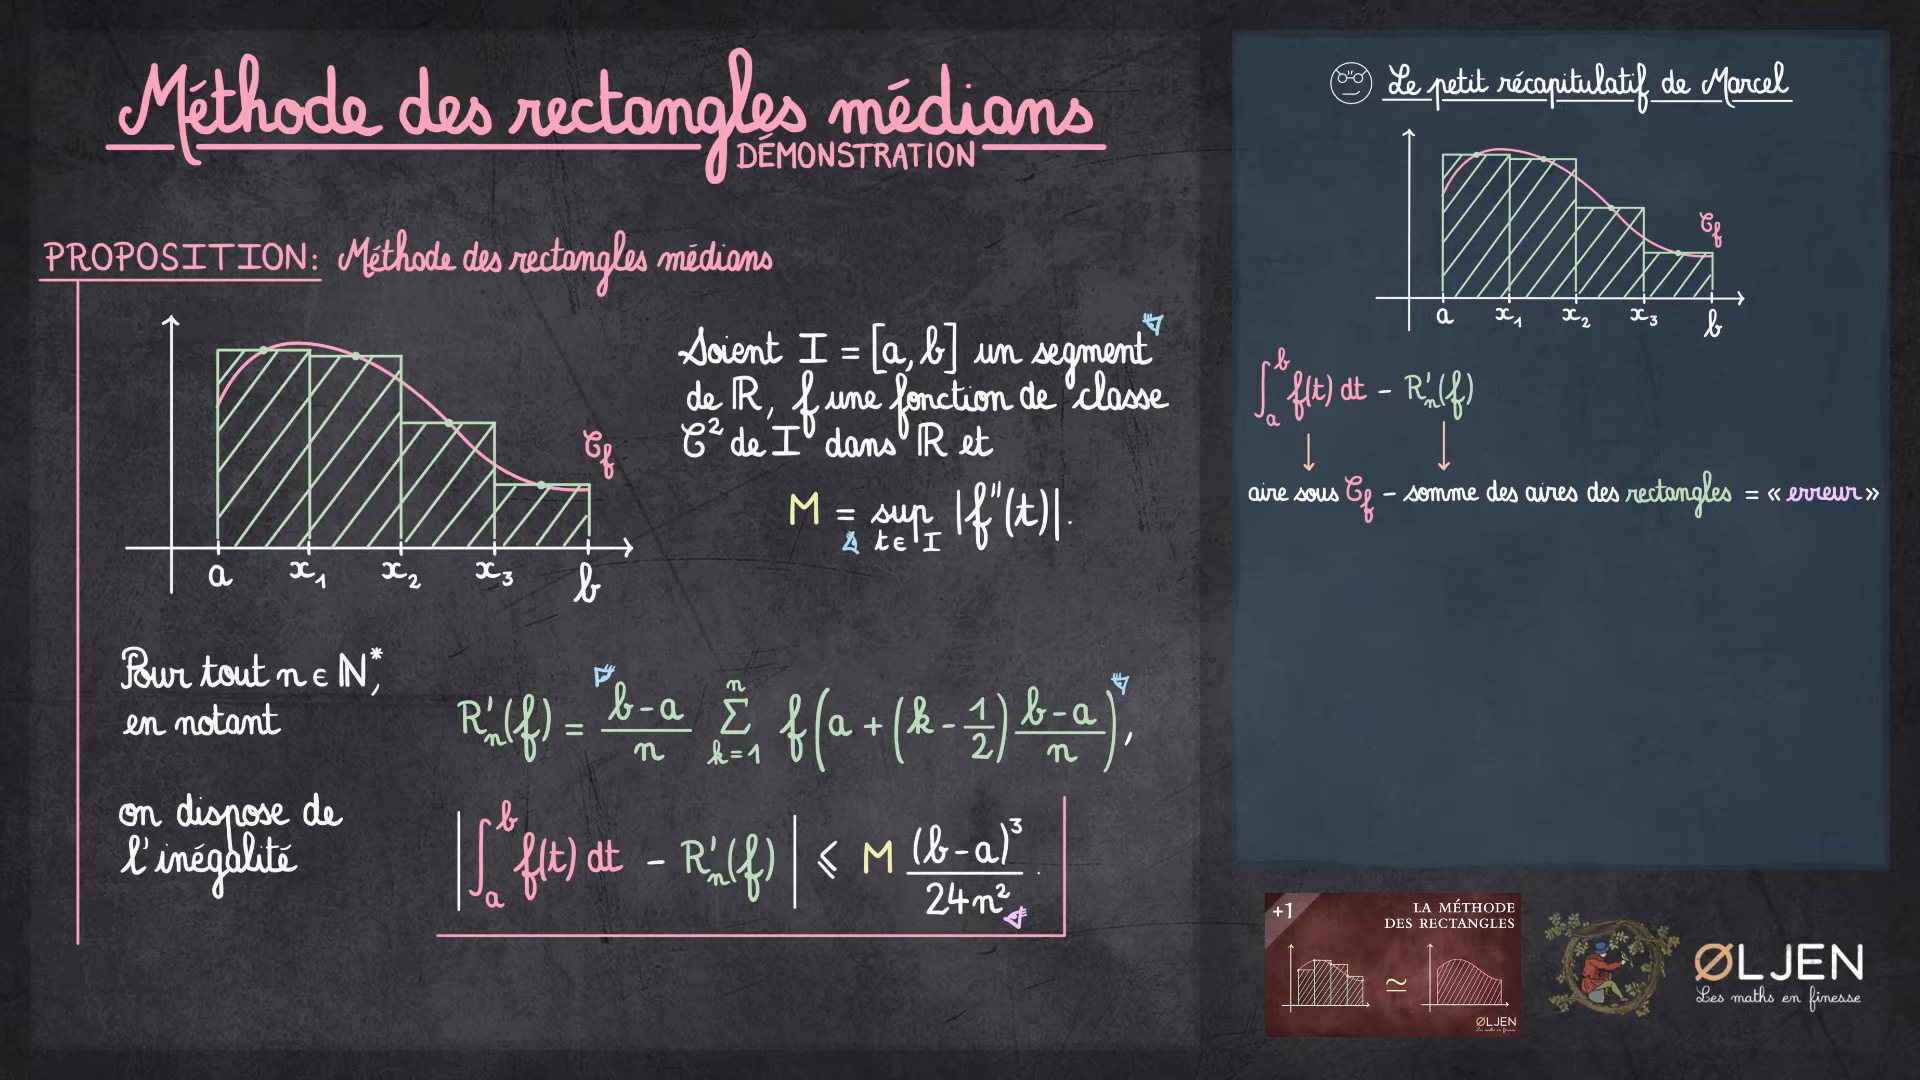 Méthode des rectangles médians
DÉMONSTRATION
PROPOSITION: Méthode des rectangles médians
𝒞f
a x₁ x₂ x₃ b
Soient I = [a, b] un segment
de ℝ, f une fonction de classe
𝒞² de I dans ℝ et
M = sup |f''(t)|.
t ∈ I
Pour tout n ∈ ℕ*,
en notant
R'ₙ(f) = (b-a)/n Σ_{k=1}^{n} f(a + (k - 1/2) (b-a)/n),
on dispose de
l'inégalité
|∫_a^b f(t) dt - R'ₙ(f)| ⩽ M (b-a)³/24n².
Le petit récapitulatif de Marcel
𝒞f
a x₁ x₂ x₃ b
∫_a^b f(t) dt - R'ₙ(f)
aire sous 𝒞f - somme des aires des rectangles = « erreur »
+1
LA MÉTHODE
DES RECTANGLES
≃
ØLJEN
ØLJEN
Les maths en finesse